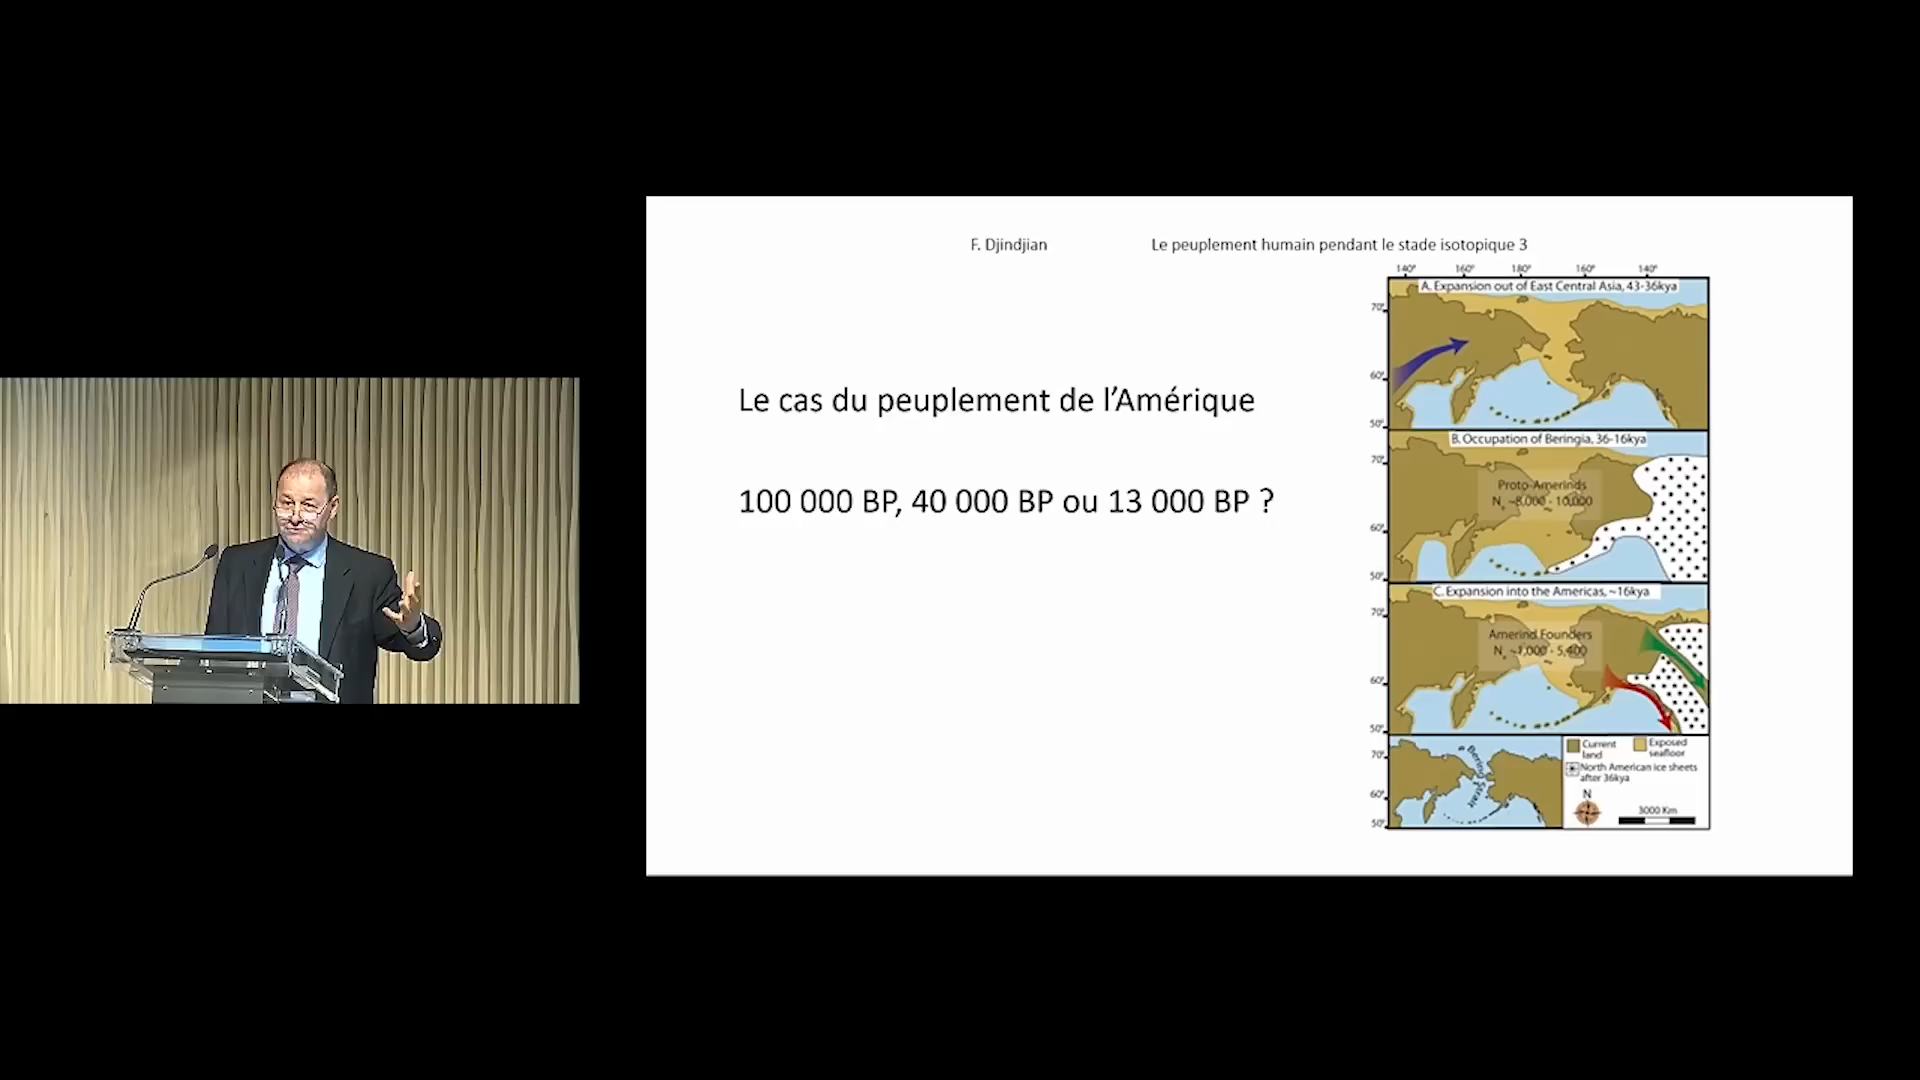 F. Djindjian
Le peuplement humain pendant le stade isotopique 3
Le cas du peuplement de l’Amérique
100 000 BP, 40 000 BP ou 13 000 BP ?
140° 160° 180° 160° 140°
A. Expansion out of East Central Asia, 43-36kya
70°
60°
50°
B. Occupation of Beringia, 36-16kya
70°
Proto-Amerinds
Ne ~8,000 - 10,000
60°
50°
C. Expansion into the Americas, ~16kya
70°
Amerind Founders
Ne ~1,000 - 5,400
60°
50°
70°
Bering Strait
60°
50°
Current land
Exposed seafloor
North American ice sheets after 36kya
N
3000 Km